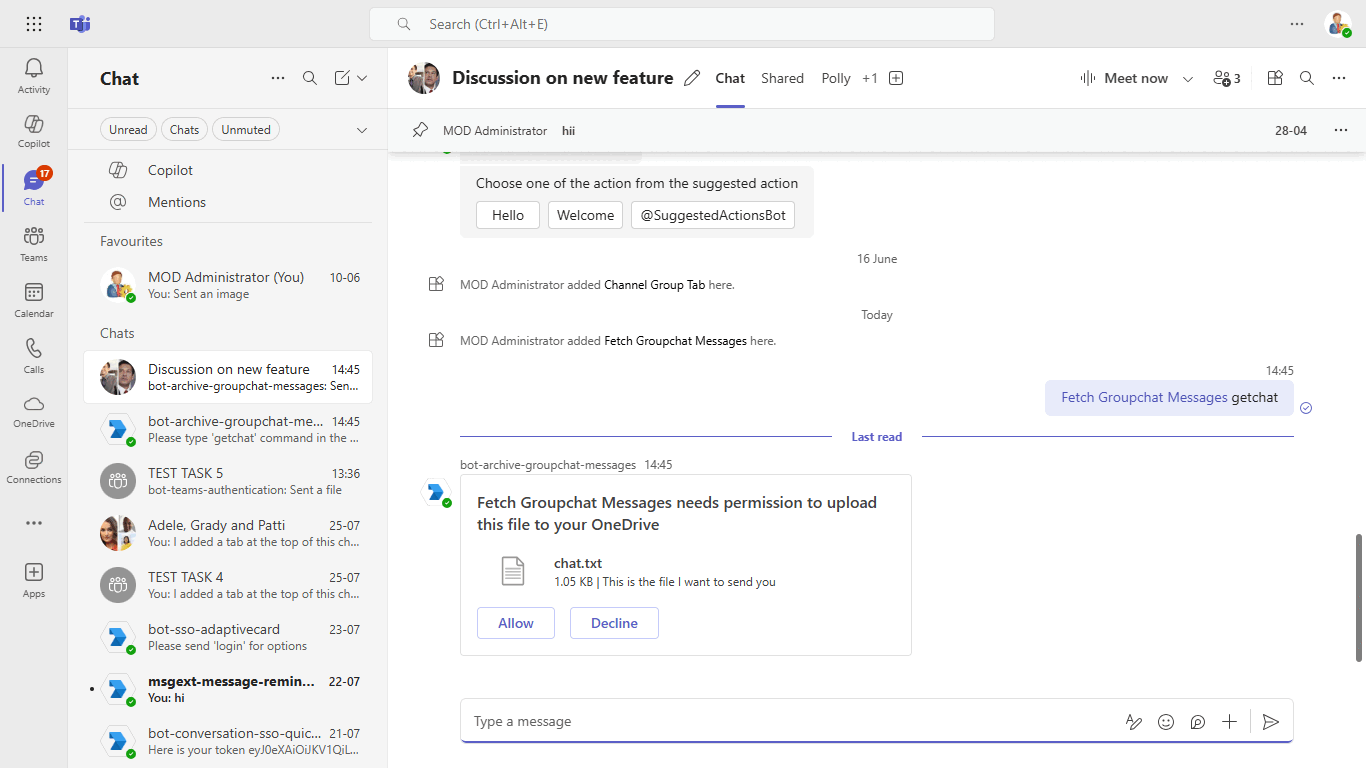 Search (Ctrl+Alt+E)
Activity
Copilot
17
Chat
Teams
Calendar
Calls
OneDrive
Connections
Apps
Chat
Unread
Chats
Unmuted
Copilot
Mentions
Favourites
MOD Administrator (You) 10-06
You: Sent an image
Chats
Discussion on new feature 14:45
bot-archive-groupchat-messages: Sen...
bot-archive-groupchat-me... 14:45
Please type 'getchat' command in the ...
TEST TASK 5 13:36
bot-teams-authentication: Sent a file
Adele, Grady and Patti 25-07
You: I added a tab at the top of this ch...
TEST TASK 4 25-07
You: I added a tab at the top of this ch...
bot-sso-adaptivecard 23-07
Please send 'login' for options
msgext-message-remin... 22-07
You: hi
bot-conversation-sso-quic... 21-07
Here is your token eyJ0eXAiOiJKV1QiL...
Discussion on new feature
Chat Shared Polly +1
Meet now
3
MOD Administrator hii 28-04
Choose one of the action from the suggested action
Hello Welcome @SuggestedActionsBot
16 June
MOD Administrator added Channel Group Tab here.
Today
MOD Administrator added Fetch Groupchat Messages here.
14:45
Fetch Groupchat Messages getchat
Last read
bot-archive-groupchat-messages 14:45
Fetch Groupchat Messages needs permission to upload
this file to your OneDrive
chat.txt
1.05 KB | This is the file I want to send you
Allow Decline
Type a message